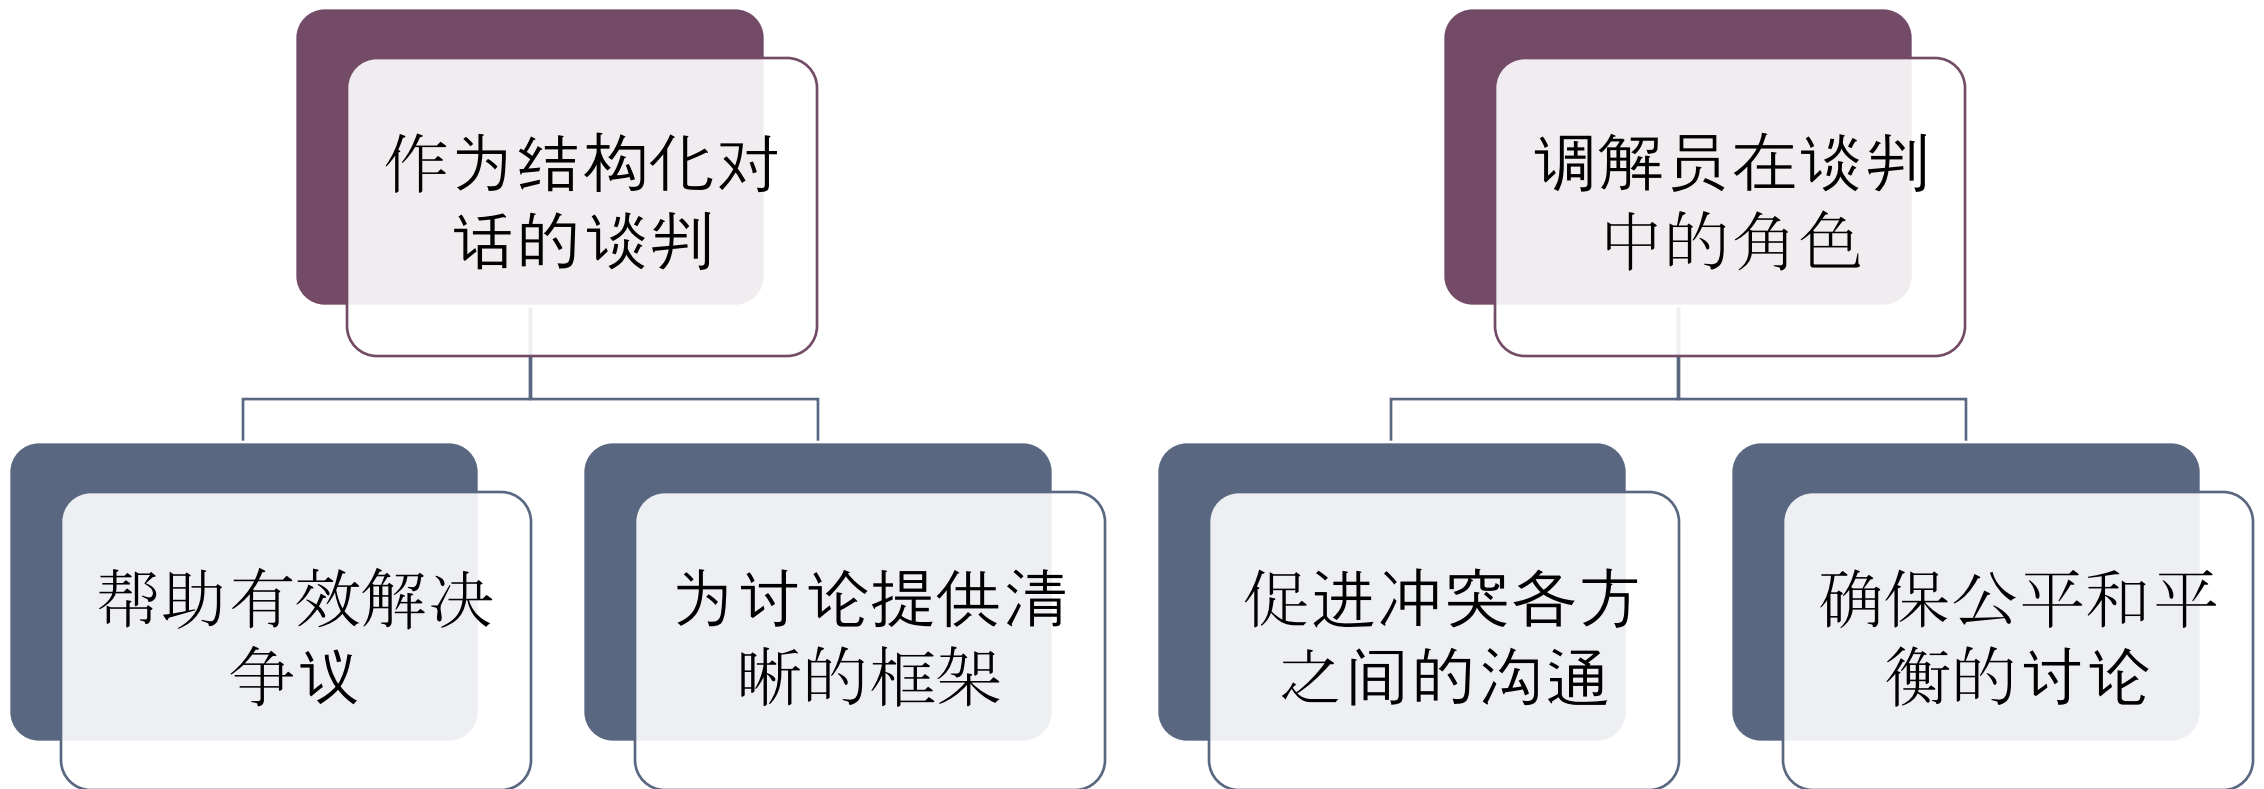 作为结构化对
话的谈判
调解员在谈判
中的角色
帮助有效解决
争议
为讨论提供清
晰的框架
促进冲突各方
之间的沟通
确保公平和平
衡的讨论